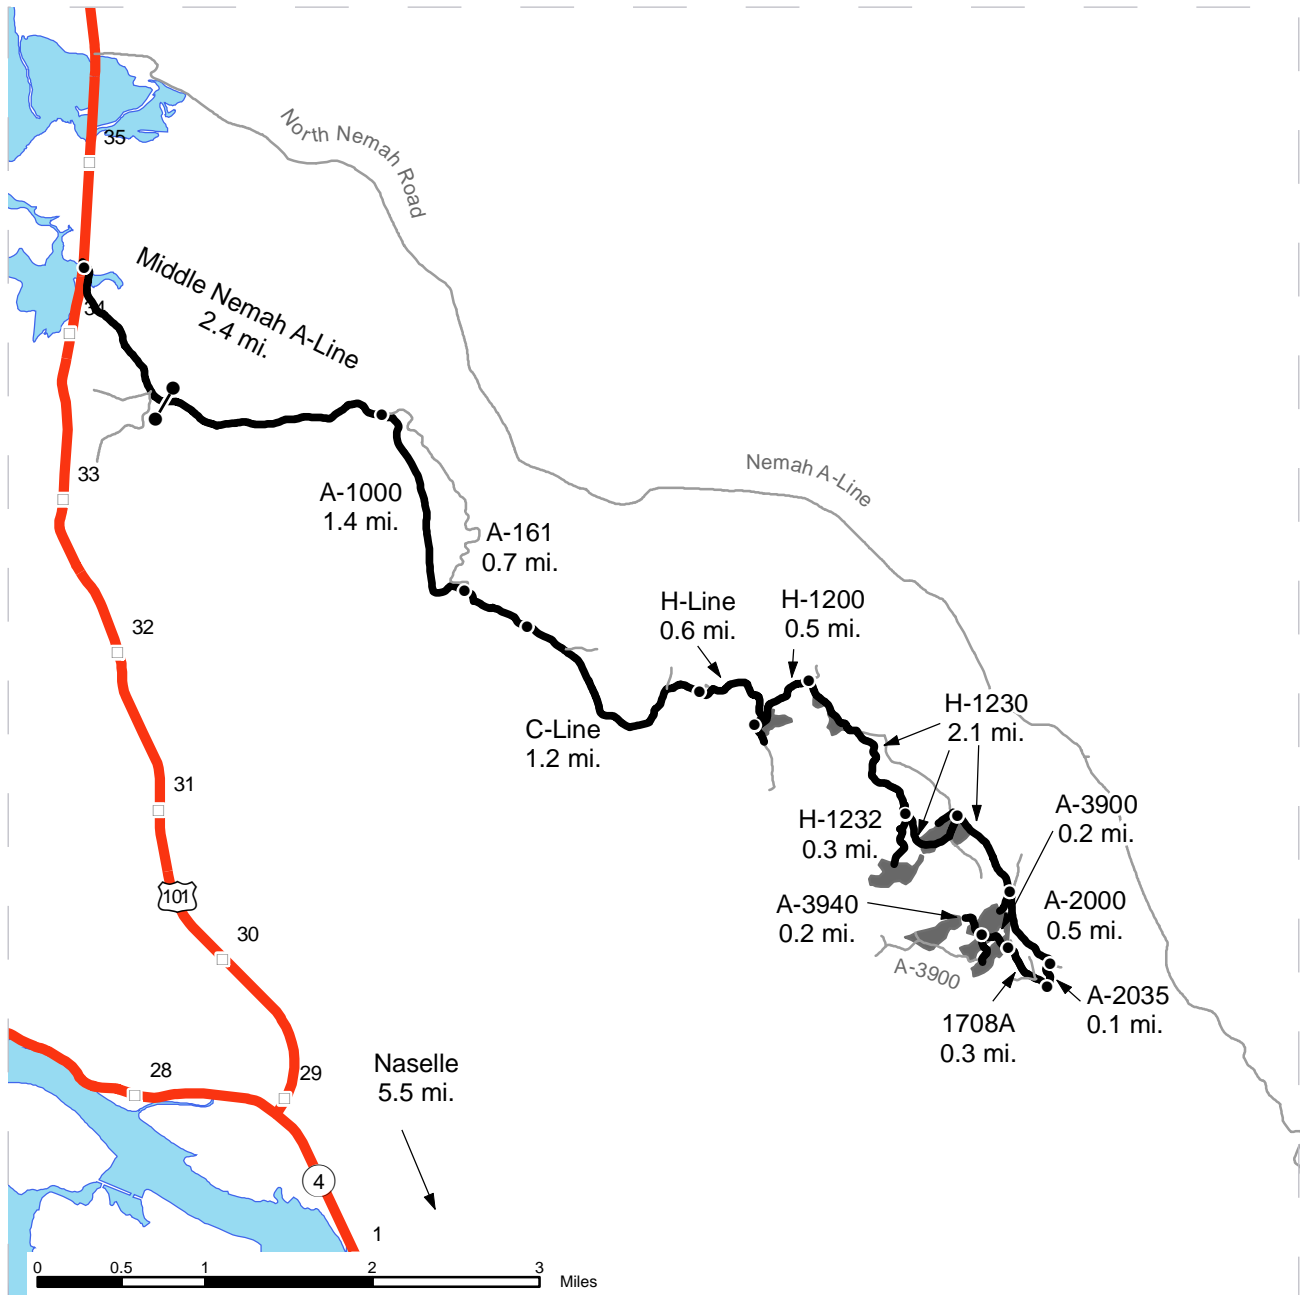 35
North Nemah Road
Middle Nemah A-Line
2.4 mi.
34
33
A-1000
1.4 mi.
A-161
0.7 mi.
Nemah A-Line
32
H-Line
0.6 mi.
H-1200
0.5 mi.
C-Line
1.2 mi.
H-1230
2.1 mi.
31
H-1232
0.3 mi.
A-3900
0.2 mi.
101
A-3940
0.2 mi.
A-2000
0.5 mi.
30
A-3900
A-2035
0.1 mi.
1708A
0.3 mi.
28
29
Naselle
5.5 mi.
4
1
0 0.5 1 2 3 Miles